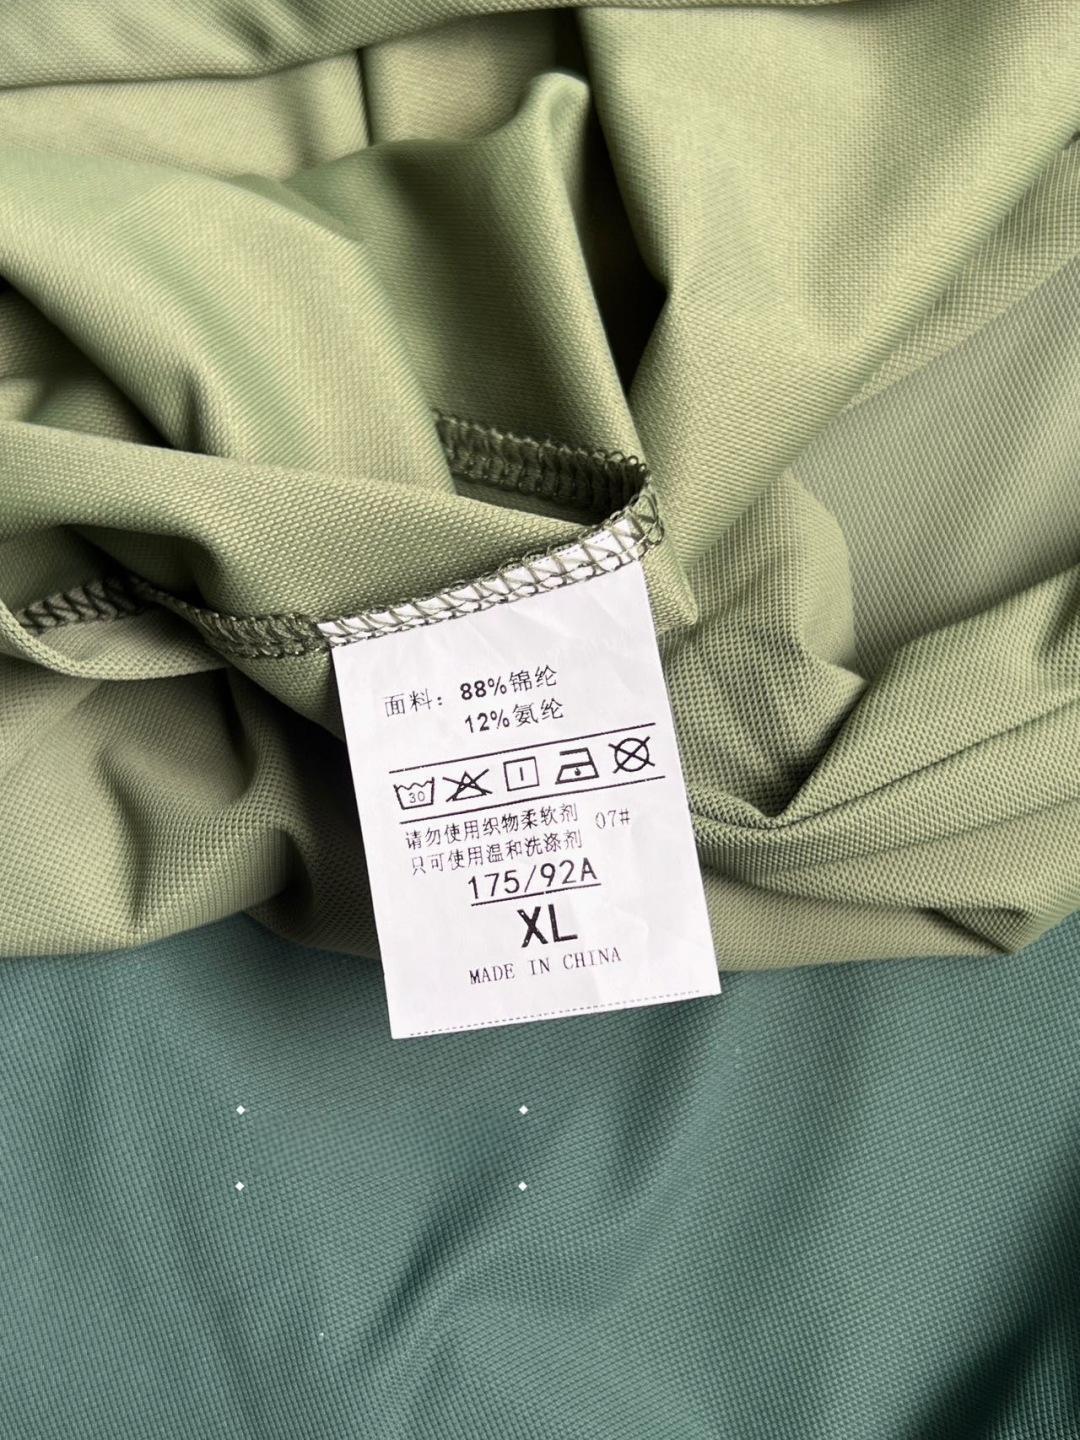 面料：88%锦纶
12%氨纶
30
请勿使用织物柔软剂 07#
只可使用温和洗涤剂
175/92A
XL
MADE IN CHINA